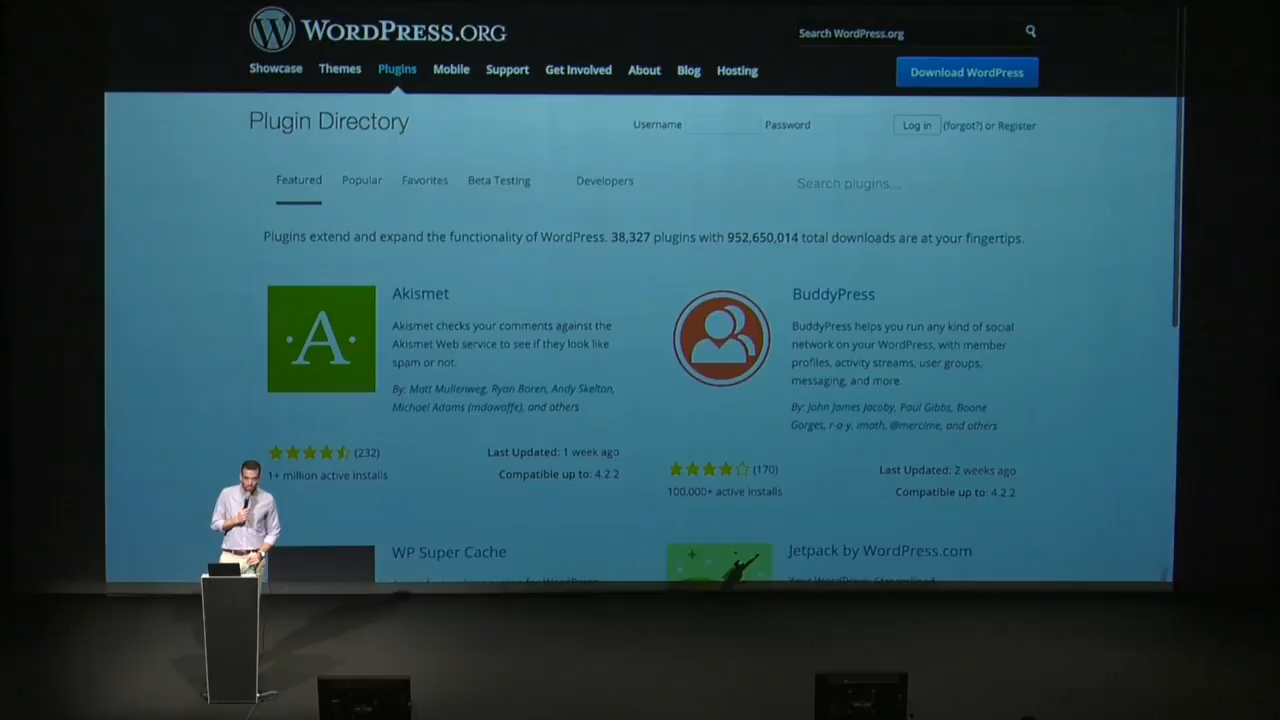 WORDPRESS.ORG
Search WordPress.org
Showcase Themes Plugins Mobile Support Get Involved About Blog Hosting
Download WordPress
Plugin Directory
Username Password Log in (forgot?) or Register
Featured Popular Favorites Beta Testing Developers Search plugins...
Plugins extend and expand the functionality of WordPress. 38,327 plugins with 952,650,014 total downloads are at your fingertips.
A
Akismet
Akismet checks your comments against the
Akismet Web service to see if they look like
spam or not.
By: Matt Mullenweg, Ryan Boren, Andy Skelton,
Michael Adams (mdawaffe), and others
(232)
Last Updated: 1 week ago
1+ million active installs
Compatible up to: 4.2.2
BuddyPress
BuddyPress helps you run any kind of social
network on your WordPress, with member
profiles, activity streams, user groups,
messaging, and more.
By: John James Jacoby, Paul Gibbs, Boone
Gorges, r-a-y, imath, @mercime, and others
(170)
Last Updated: 2 weeks ago
100,000+ active installs
Compatible up to: 4.2.2
WP Super Cache
Jetpack by WordPress.com